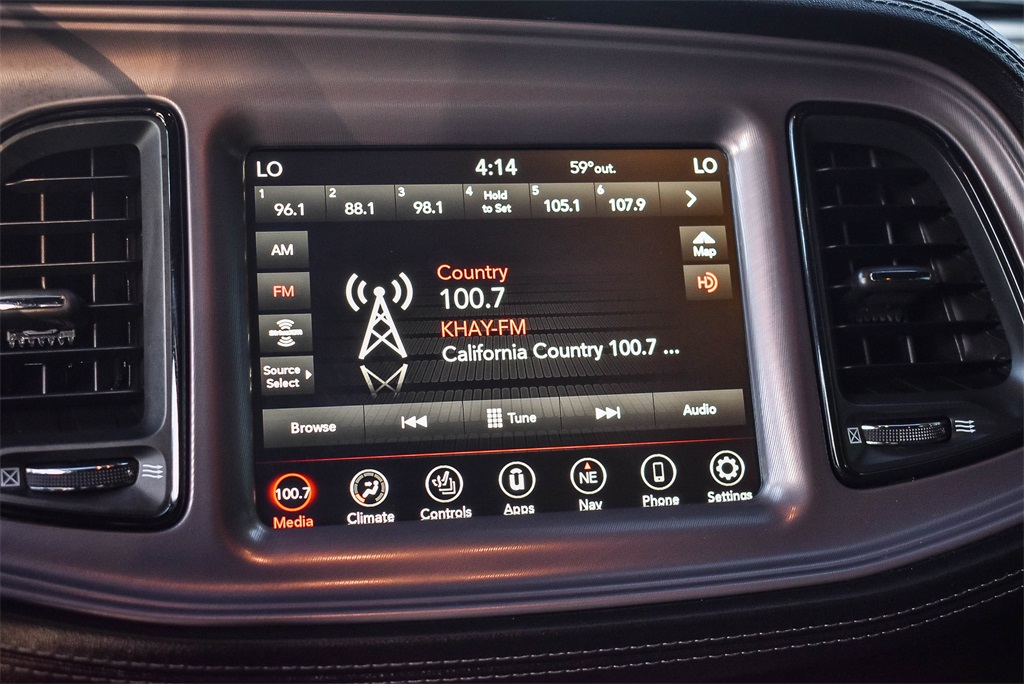 LO 4:14 59°out. LO
1 96.1 2 88.1 3 98.1 4 Hold to Set 5 105.1 6 107.9
AM
FM
SiriusXM
Source Select
Map
HD
Country
100.7
KHAY-FM
California Country 100.7 ...
Browse Tune Audio
100.7 NE
Media Climate Controls Apps Nav Phone Settings